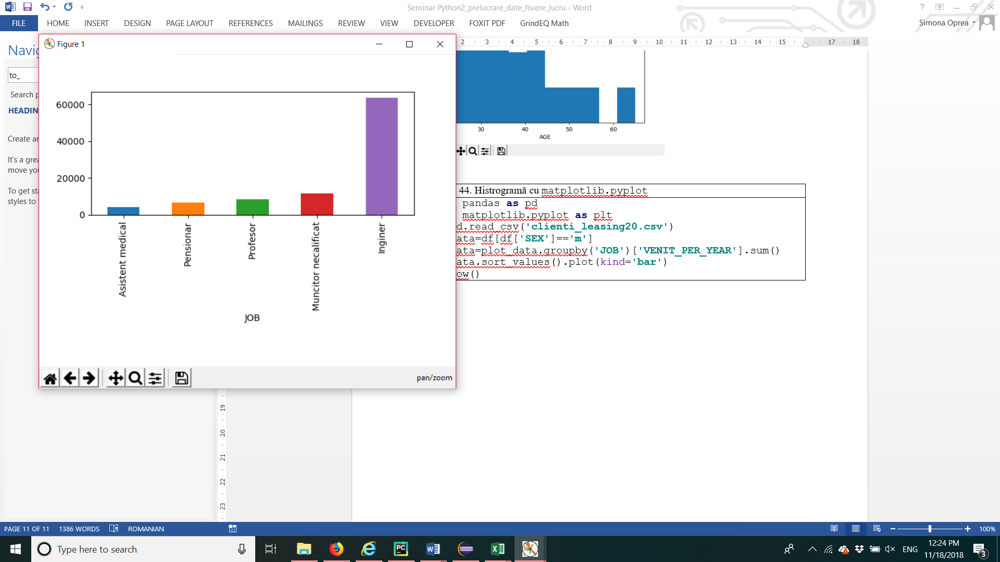 Seminar Python2_prelucrare_date_fisiere_lucru - Word
FILE HOME INSERT DESIGN PAGE LAYOUT REFERENCES MAILINGS REVIEW VIEW DEVELOPER FOXIT PDF GrindEQ Math
Simona Oprea
Figure 1
to_
Search
HEADIN
Create
It's a
move
To get
styles to
60000
40000
20000
0
Asistent medical
Pensionar
Profesor
Muncitor necalificat
Inginer
JOB
pan/zoom
2 3 4 5 6 7 8 9 10 11 12 13 14 15 17 18
30 40 50 60
AGE
44. Histrogramă cu matplotlib.pyplot
pandas as pd
matplotlib.pyplot as plt
d.read_csv('clienti_leasing20.csv')
ata=df[df['SEX']=='m']
ata=plot_data.groupby('JOB')['VENIT_PER_YEAR'].sum()
ata.sort_values().plot(kind='bar')
ow()
19
20
21
22
23
PAGE 11 OF 11 1386 WORDS ROMANIAN
100%
Type here to search
ENG
12:24 PM
11/18/2018
3